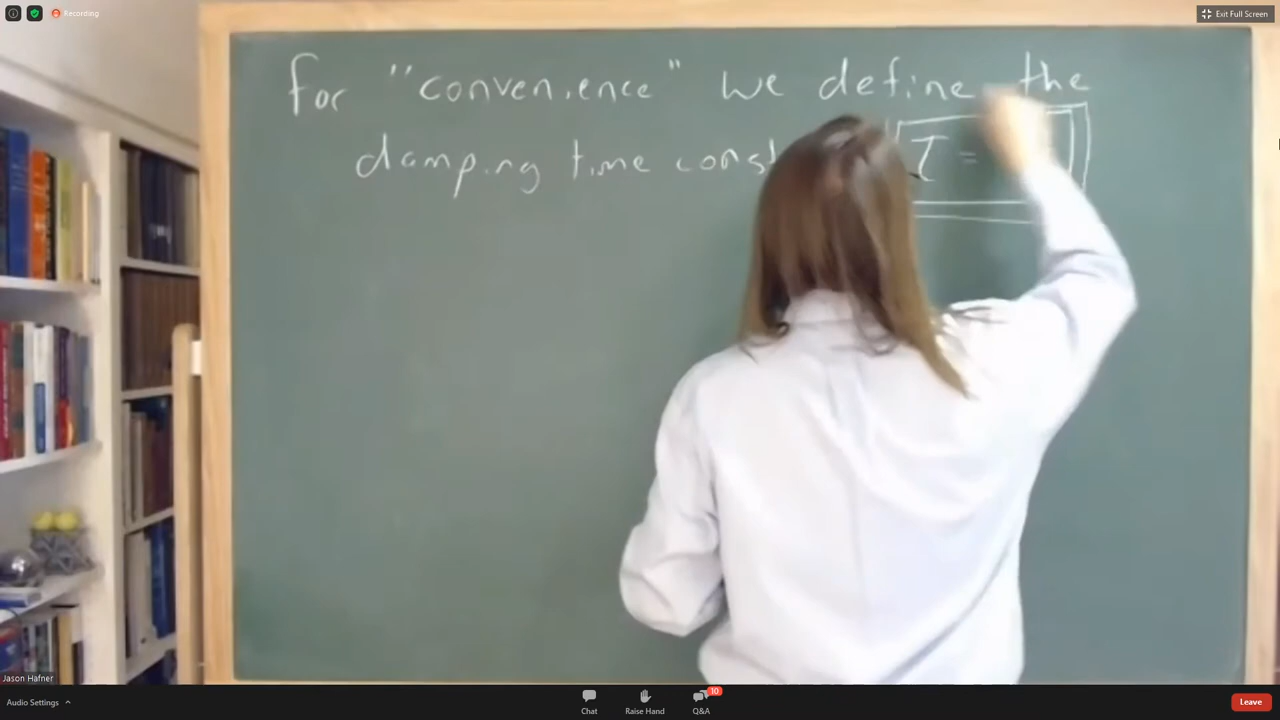 Recording
Exit Full Screen
for "convenience" we define the
damping time const τ =
Jason Hafner
Audio Settings
Chat
Raise Hand
10
Q&A
Leave